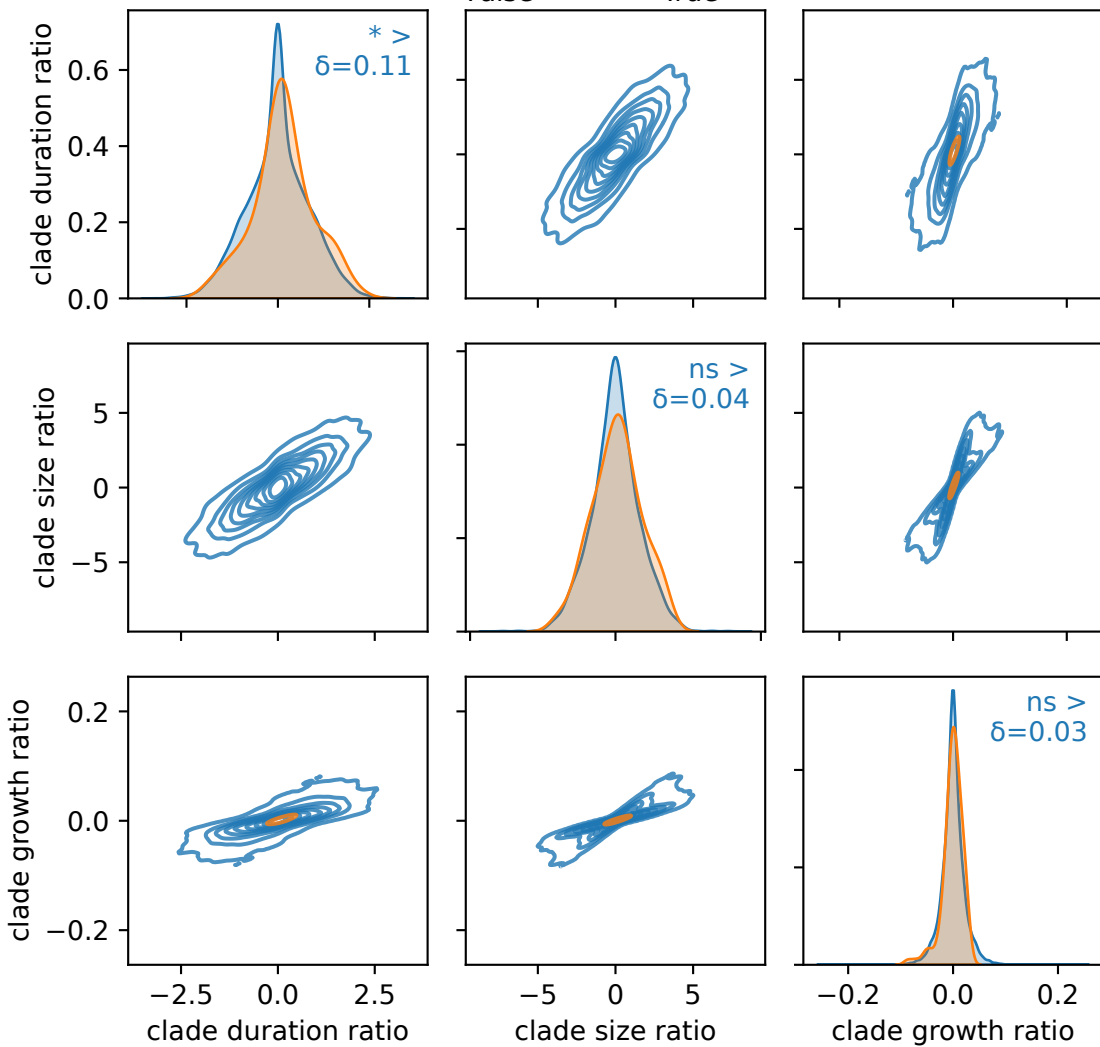 clade duration ratio
0.6
0.4
0.2
0.0
* >
δ=0.11
clade size ratio
5
0
−5
ns >
δ=0.04
clade growth ratio
0.2
0.0
−0.2
ns >
δ=0.03
−2.5 0.0 2.5
−5 0 5
−0.2 0.0 0.2
clade duration ratio
clade size ratio
clade growth ratio